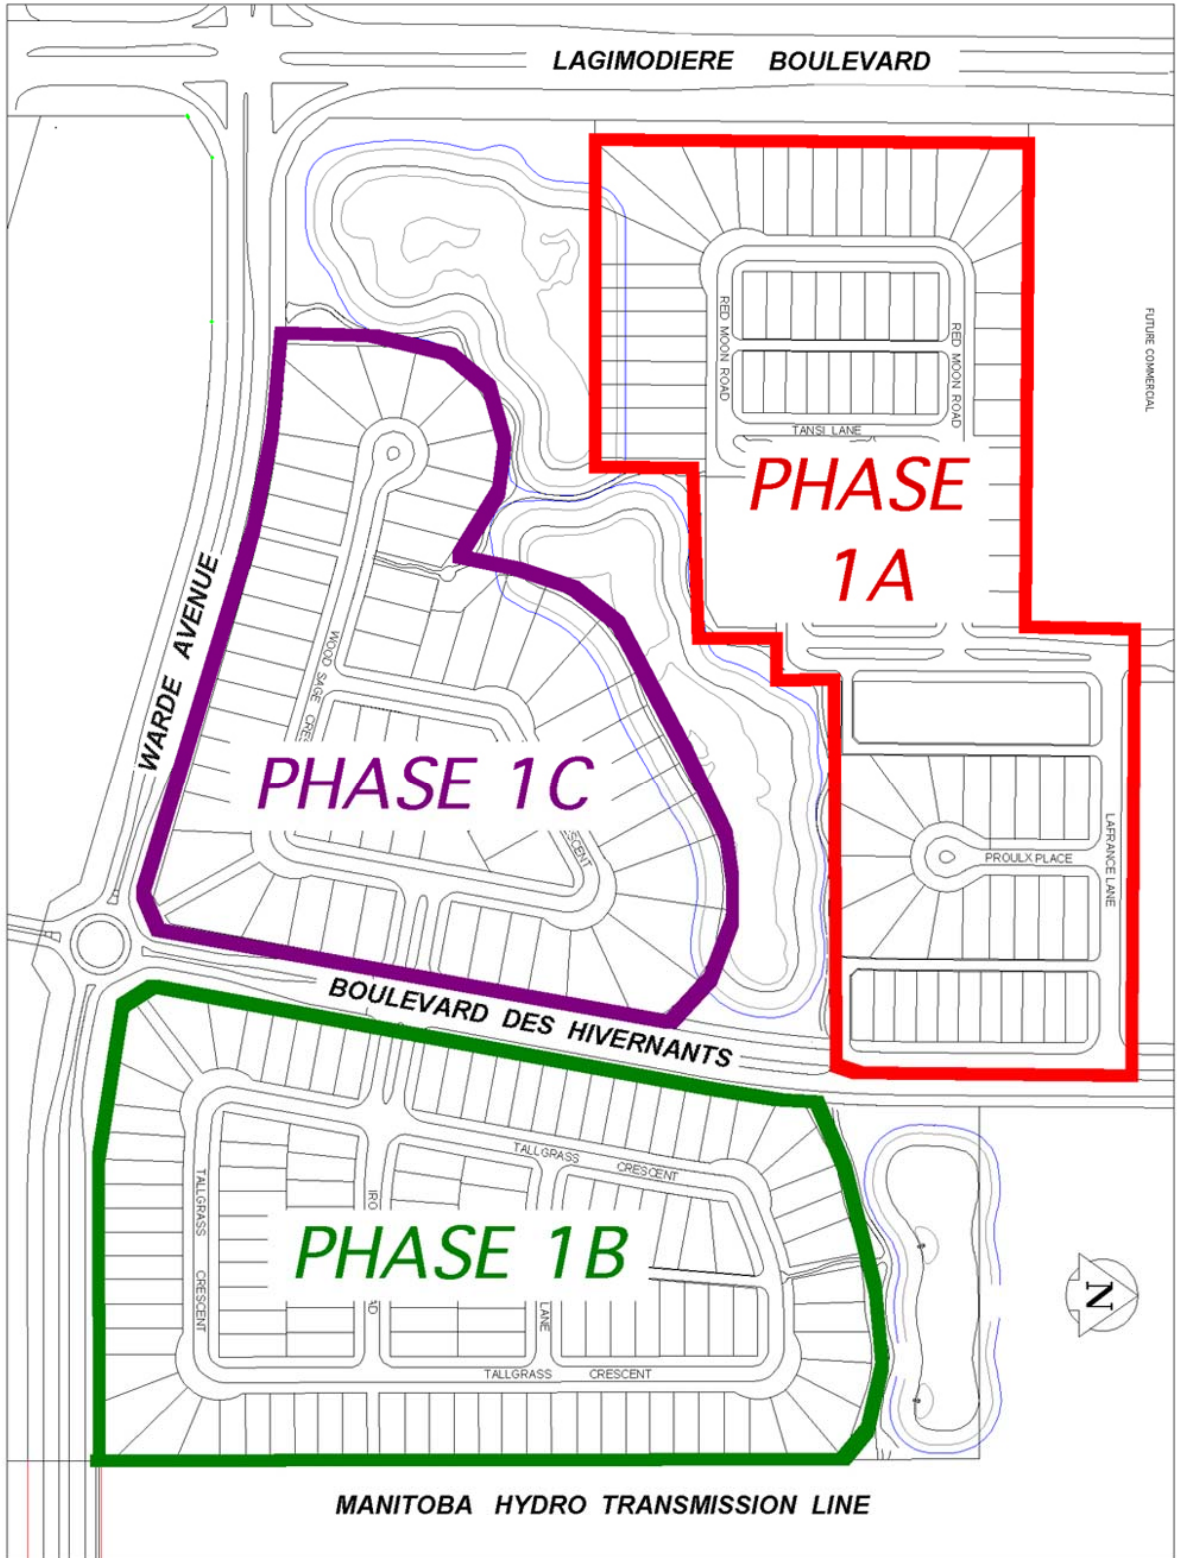 LAGIMODIERE BOULEVARD
FUTURE COMMERCIAL
RED MOON ROAD
RED MOON ROAD
TANSI LANE
PHASE
1A
WARDE AVENUE
WOOD SAGE
PHASE 1C
LAFRANCE LANE
PROULX PLACE
BOULEVARD DES HIVERNANTS
TALLGRASS CRESCENT
TALLGRASS CRESCENT
PHASE 1B
LANE
TALLGRASS CRESCENT
N
MANITOBA HYDRO TRANSMISSION LINE